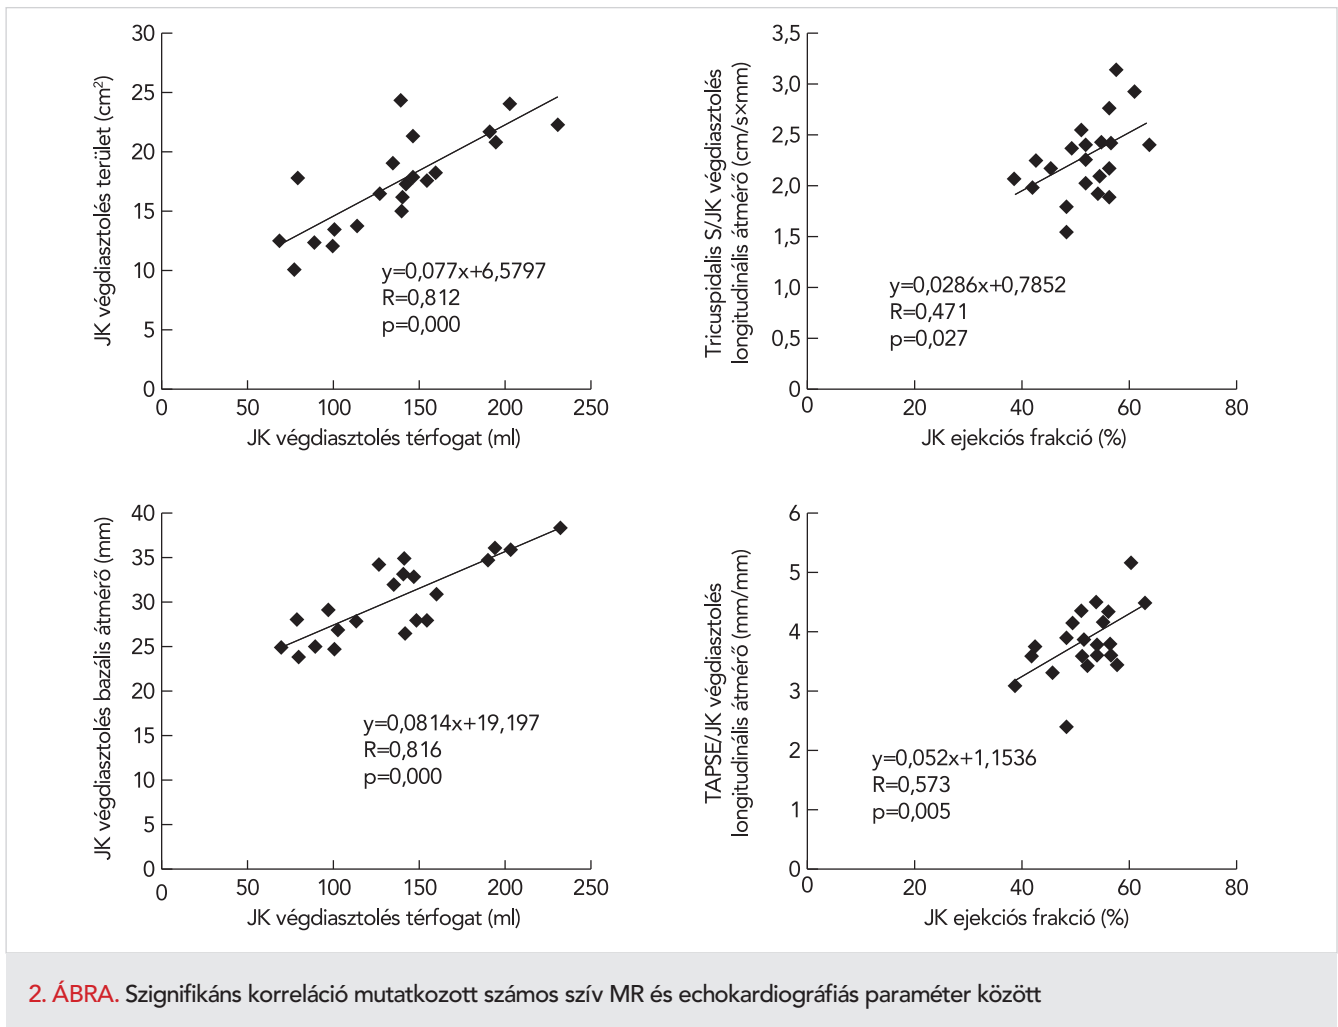 30
25
20
15
10
5
0
0
50
100
150
200
250
JK végdiasztolés terület (cm²)
JK végdiasztolés térfogat (ml)
y=0,077x+6,5797
R=0,812
p=0,000
3,5
3,0
2,5
2,0
1,5
1,0
0,5
0
0
20
40
60
80
Tricuspidalis S/JK végdiasztolés
longitudinális átmérő (cm/s×mm)
JK ejekciós frakció (%)
y=0,0286x+0,7852
R=0,471
p=0,027
40
35
30
25
20
15
10
5
0
0
50
100
150
200
250
JK végdiasztolés bazális átmérő (mm)
JK végdiasztolés térfogat (ml)
y=0,0814x+19,197
R=0,816
p=0,000
6
5
4
3
2
1
0
0
20
40
60
80
TAPSE/JK végdiasztolés
longitudinális átmérő (mm/mm)
JK ejekciós frakció (%)
y=0,052x+1,1536
R=0,573
p=0,005
2. ÁBRA. Szignifikáns korreláció mutatkozott számos szív MR és echokardiográfiás paraméter között